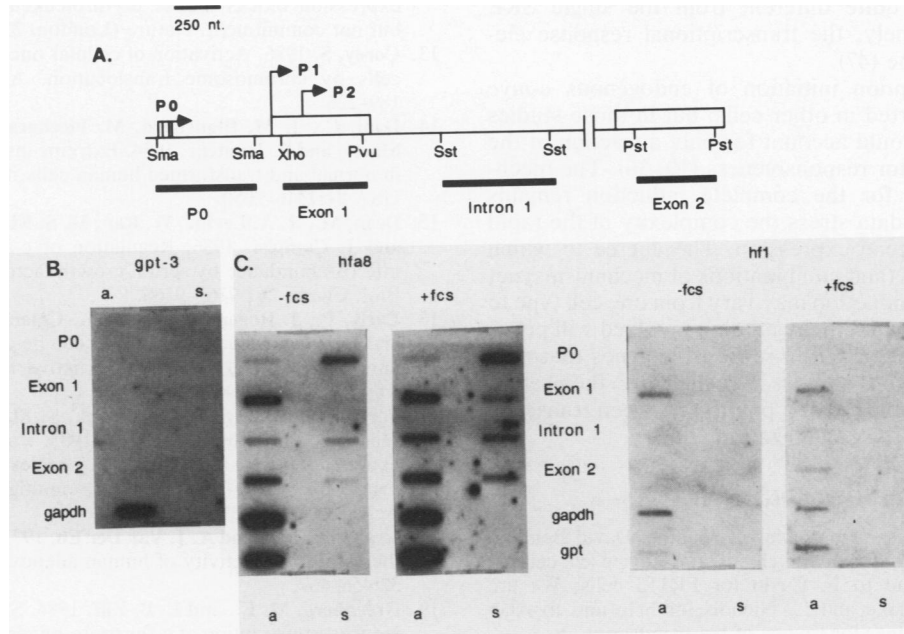 250 nt.
A.
P1
P0
P2
Sma
Sma
Xho
Pvu
Sst
Sst
Pst
Pst
P0
Exon 1
Intron 1
Exon 2
B.
gpt-3
C.
hfa8
hf1
a.
s.
-fcs
+fcs
-fcs
+fcs
P0
Exon 1
Intron 1
Exon 2
gapdh
P0
Exon 1
Intron 1
Exon 2
gapdh
gpt
a
s
a
s
a
s
a
s